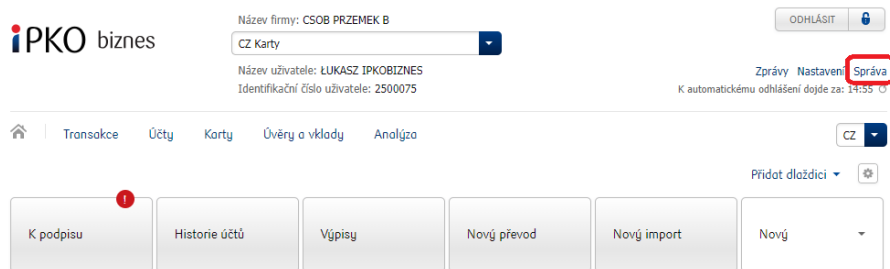 iPKO biznes
Název firmy: CSOB PRZEMEK B
CZ Karty
Název uživatele: ŁUKASZ IPKOBIZNES
Identifikační číslo uživatele: 2500075
ODHLÁSIT
Zprávy Nastavení Správa
K automatickému odhlášení dojde za: 14:55
Transakce Účty Karty Úvěry a vklady Analýza
CZ
Přidat dlaždici
!
K podpisu Historie účtů Výpisy Nový převod Nový import Nový